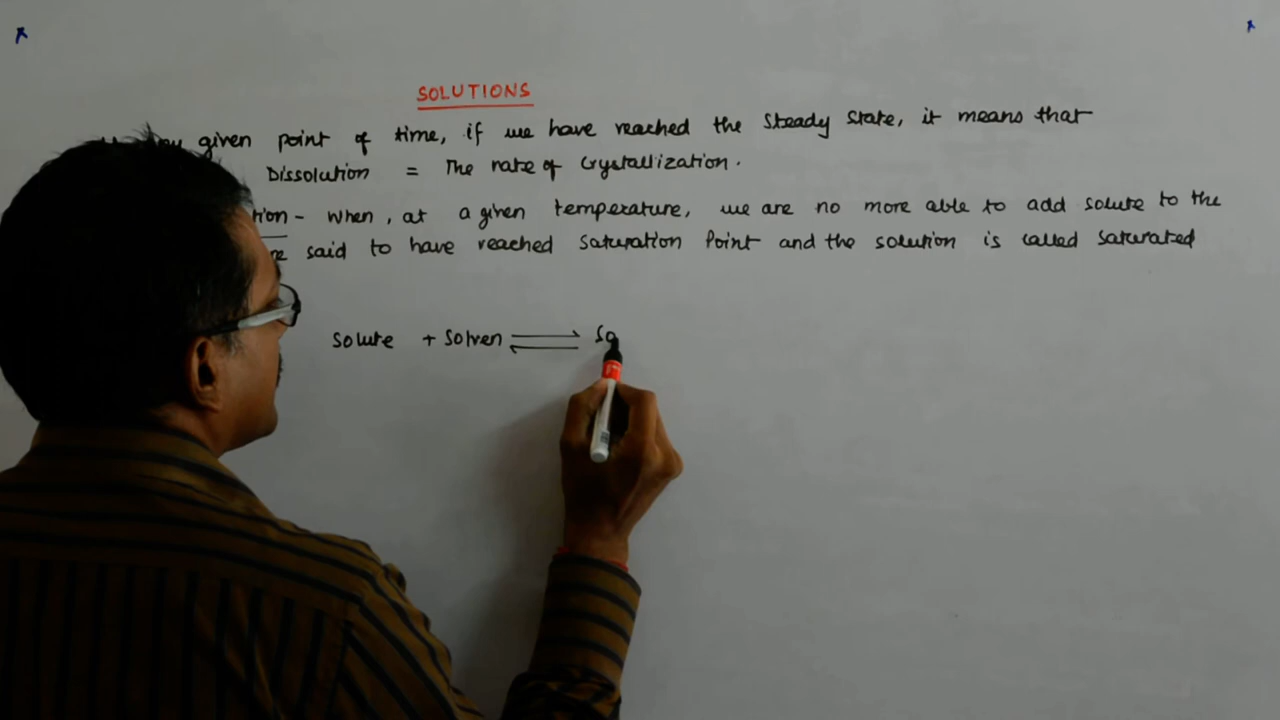 SOLUTIONS
given point of time, if we have reached the steady state, it means that
Dissolution = The rate of Crystallization.
tion - when, at a given temperature, we are no more able to add solute to the
said to have reached Saturation Point and the solution is called saturated
Solute + Solven ⇌ So